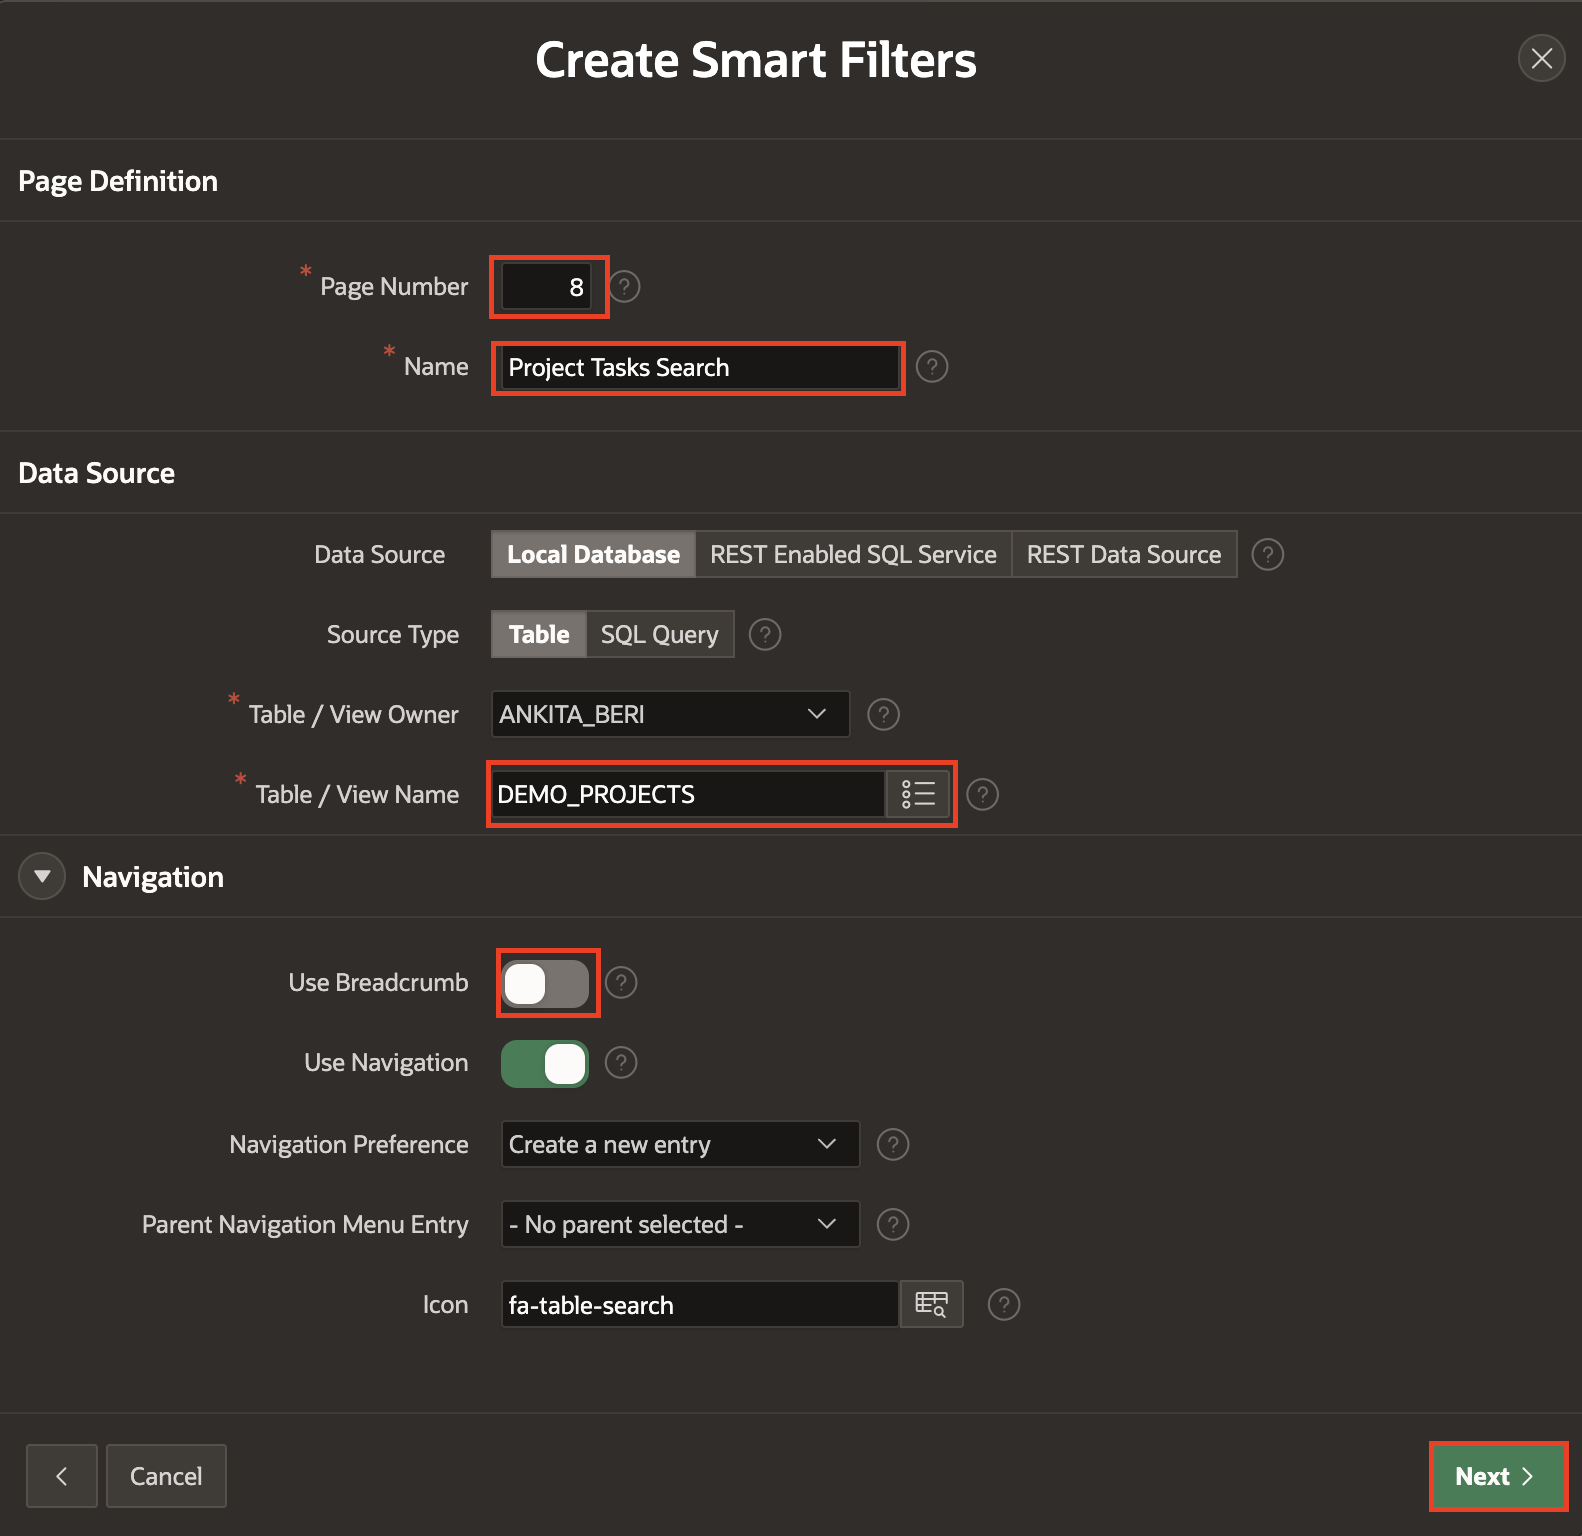 Create Smart Filters
Page Definition
* Page Number 8 ?
* Name Project Tasks Search ?
Data Source
Data Source Local Database REST Enabled SQL Service REST Data Source ?
Source Type Table SQL Query ?
* Table / View Owner ANKITA_BERI ?
* Table / View Name DEMO_PROJECTS ?
Navigation
Use Breadcrumb ?
Use Navigation ?
Navigation Preference Create a new entry ?
Parent Navigation Menu Entry - No parent selected - ?
Icon fa-table-search ?
Cancel Next